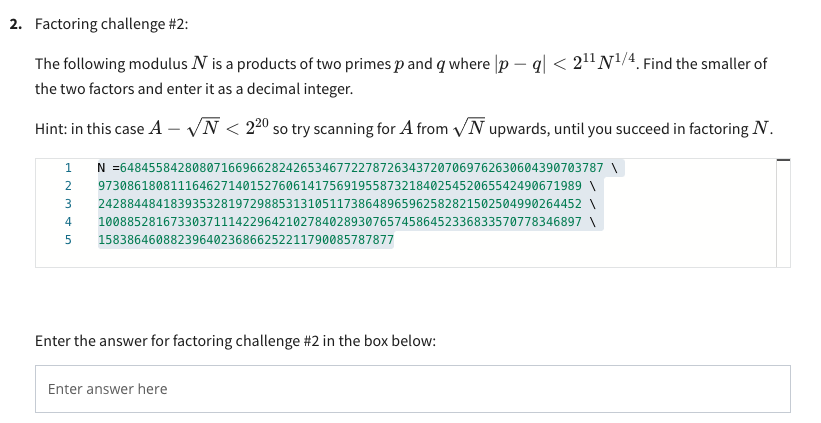 2. Factoring challenge #2:
The following modulus N is a products of two primes p and q where |p − q| < 2^11 N^1/4. Find the smaller of
the two factors and enter it as a decimal integer.
Hint: in this case A − √N < 2^20 so try scanning for A from √N upwards, until you succeed in factoring N.
1 N =648455842808071669662824265346772278726343720706976262630604390703787 \
2 9730861808111646271401527606141756919558732184025452065542490671989 \
3 2428844841839353281972988531310511738648965962582821502504990264452 \
4 1008852816733037111422964210278402893076574586452336833570778346897 \
5 15838646088239640236866252211790085787877
Enter the answer for factoring challenge #2 in the box below:
Enter answer here